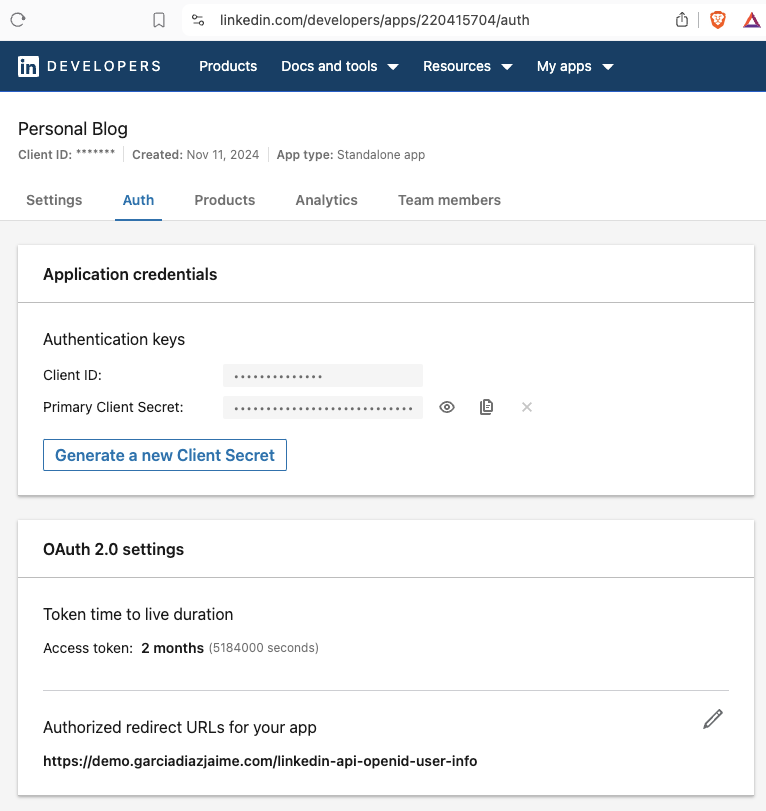 linkedin.com/developers/apps/220415704/auth
in DEVELOPERS Products Docs and tools Resources My apps
Personal Blog
Client ID: ******* Created: Nov 11, 2024 App type: Standalone app
Settings Auth Products Analytics Team members
Application credentials
Authentication keys
Client ID: ••••••••••••••
Primary Client Secret: ••••••••••••••••••••••••••••
Generate a new Client Secret
OAuth 2.0 settings
Token time to live duration
Access token: 2 months (5184000 seconds)
Authorized redirect URLs for your app
https://demo.garciadiazjaime.com/linkedin-api-openid-user-info